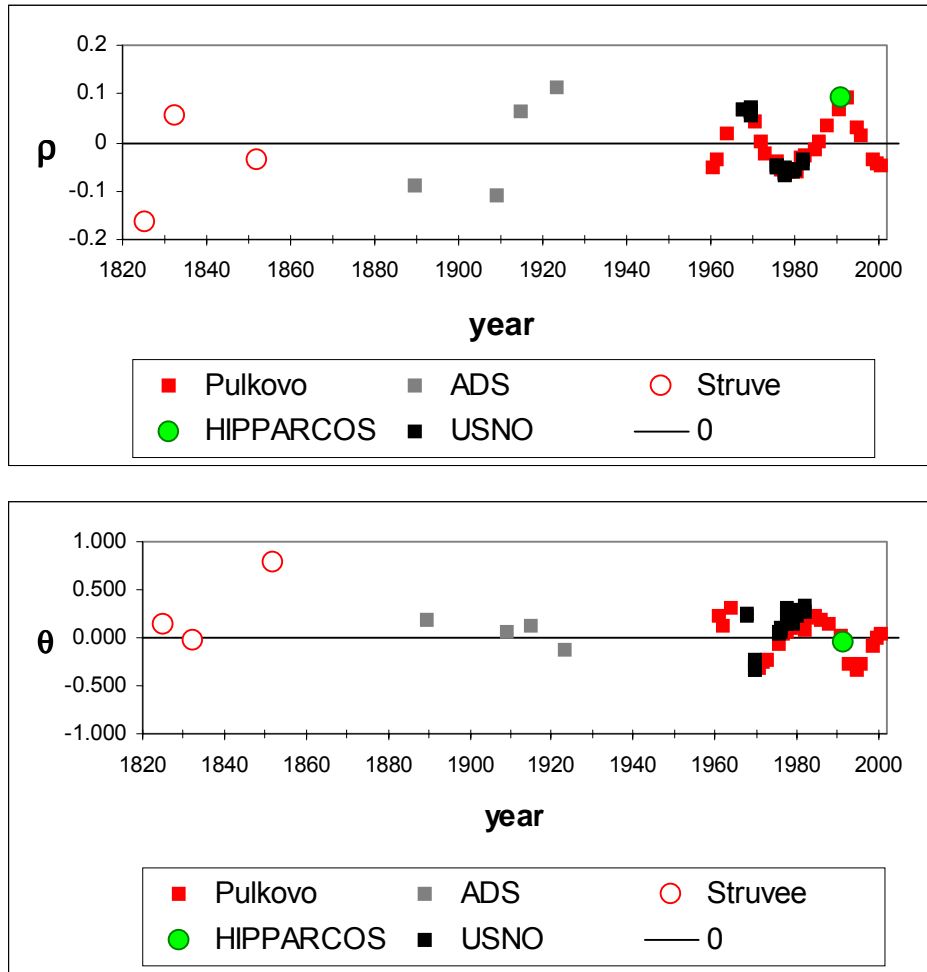 0.2
0.1
0
-0.1
-0.2
ρ
1820 1840 1860 1880 1900 1920 1940 1960 1980 2000
year
Pulkovo ADS Struve
HIPPARCOS USNO 0
1.000
0.500
0.000
-0.500
-1.000
θ
1820 1840 1860 1880 1900 1920 1940 1960 1980 2000
year
Pulkovo ADS Struvee
HIPPARCOS USNO 0